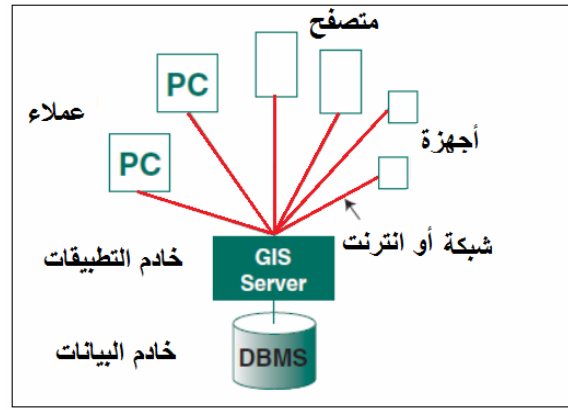 متصفح
PC
عملاء
PC
أجهزة
شبكة أو انترنت
خادم التطبيقات
GIS
Server
خادم البيانات
DBMS